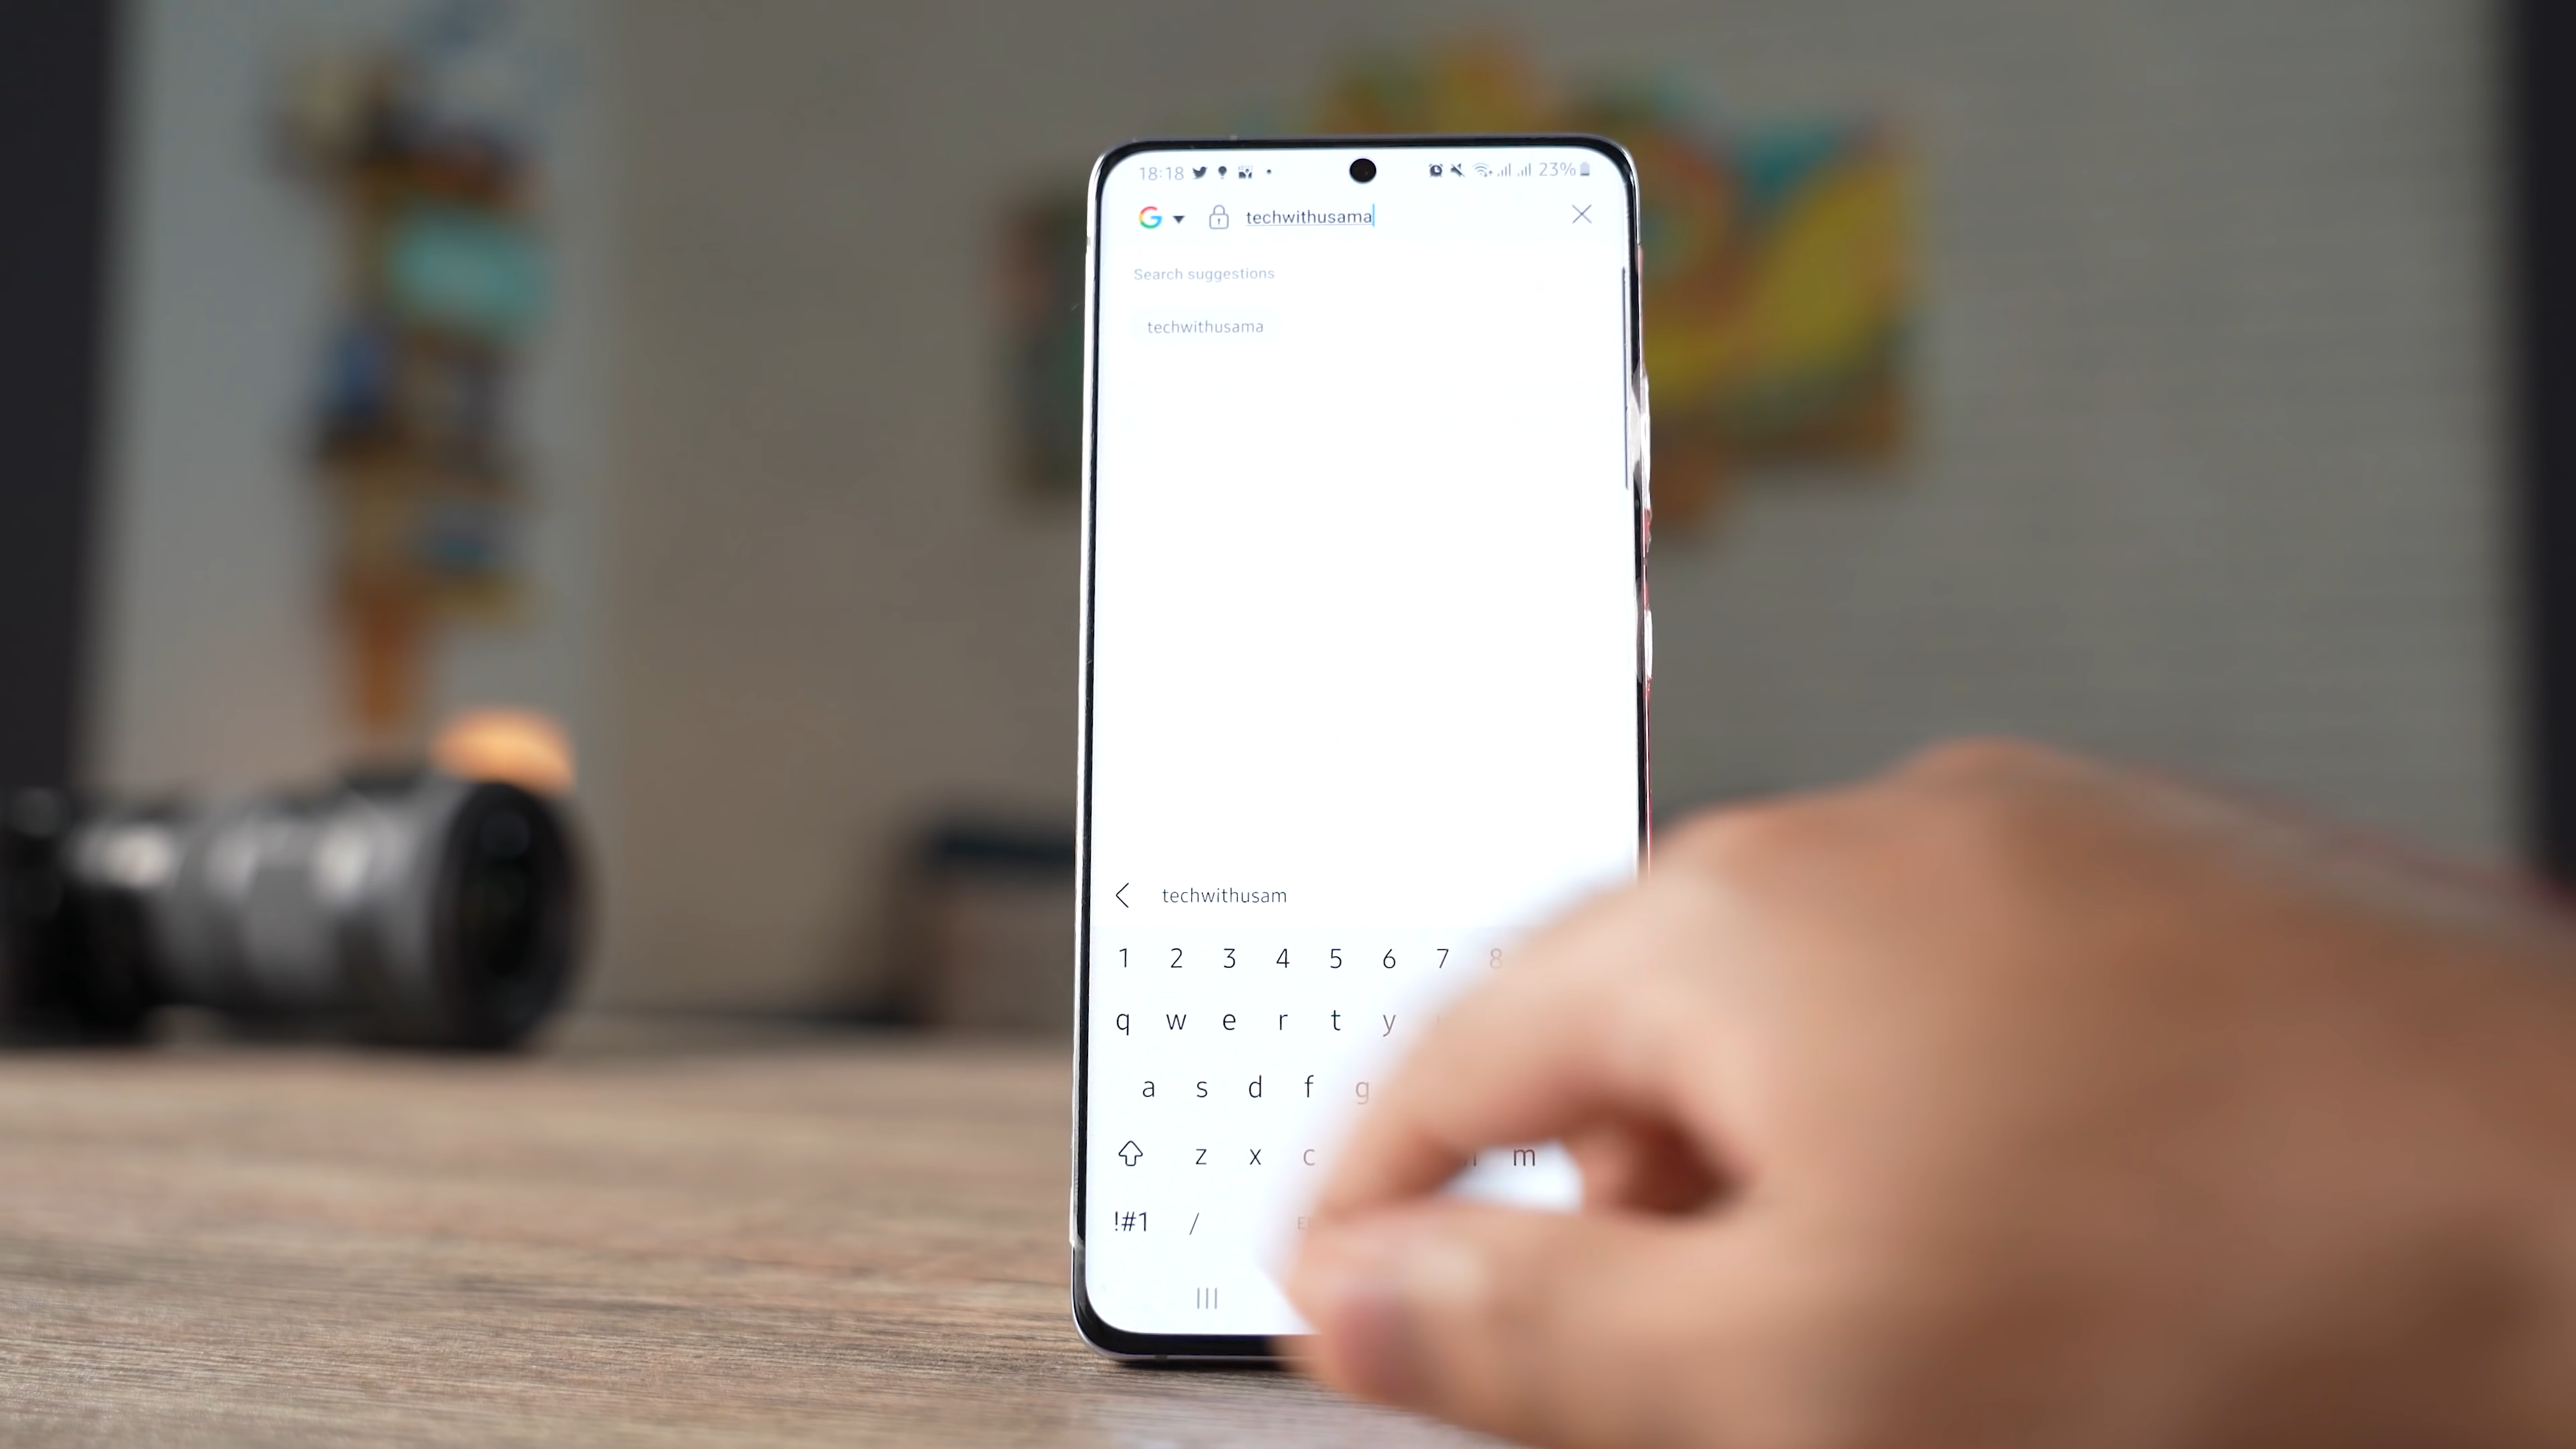 18:18 23%
techwithusama
Search suggestions
techwithusama
techwithusam
1 2 3 4 5 6 7 8
q w e r t y
a s d f g
z x c m
!#1 /